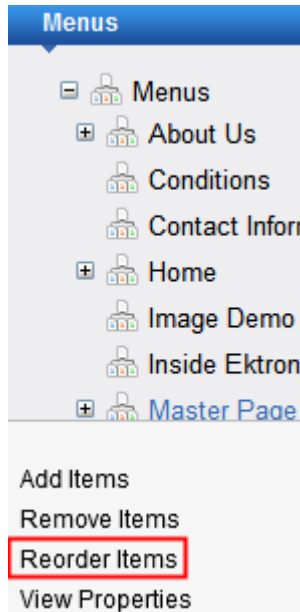 Menus
Menus
About Us
Conditions
Contact Inforr
Home
Image Demo
Inside Ektron
Master Page
Add Items
Remove Items
Reorder Items
View Properties